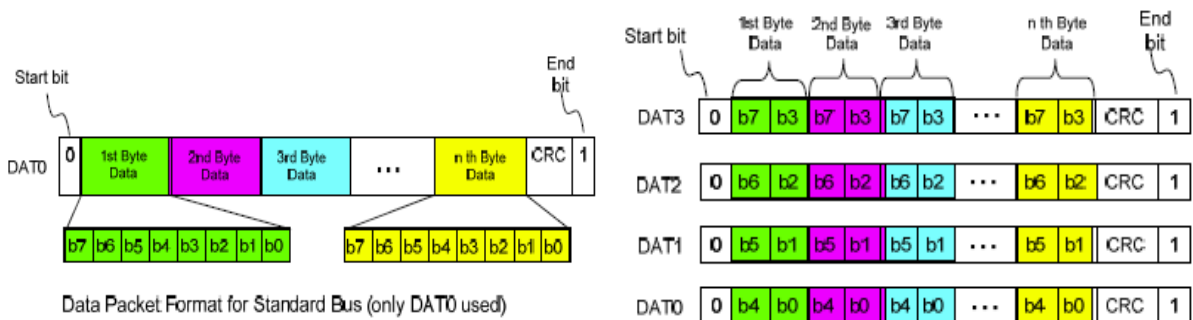 Start bit
End
bit
DAT0 0 1st Byte Data 2nd Byte Data 3rd Byte Data ... n th Byte Data CRC 1
b7 b6 b5 b4 b3 b2 b1 b0
b7 b6 b5 b4 b3 b2 b1 b0
Data Packet Format for Standard Bus (only DAT0 used)
Start bit
1st Byte Data
2nd Byte Data
3rd Byte Data
n th Byte Data
End
bit
DAT3 0 b7 b3 b7 b3 b7 b3 ... b7 b3 CRC 1
DAT2 0 b6 b2 b6 b2 b6 b2 ... b6 b2 CRC 1
DAT1 0 b5 b1 b5 b1 b5 b1 ... b5 b1 CRC 1
DAT0 0 b4 b0 b4 b0 b4 b0 ... b4 b0 CRC 1